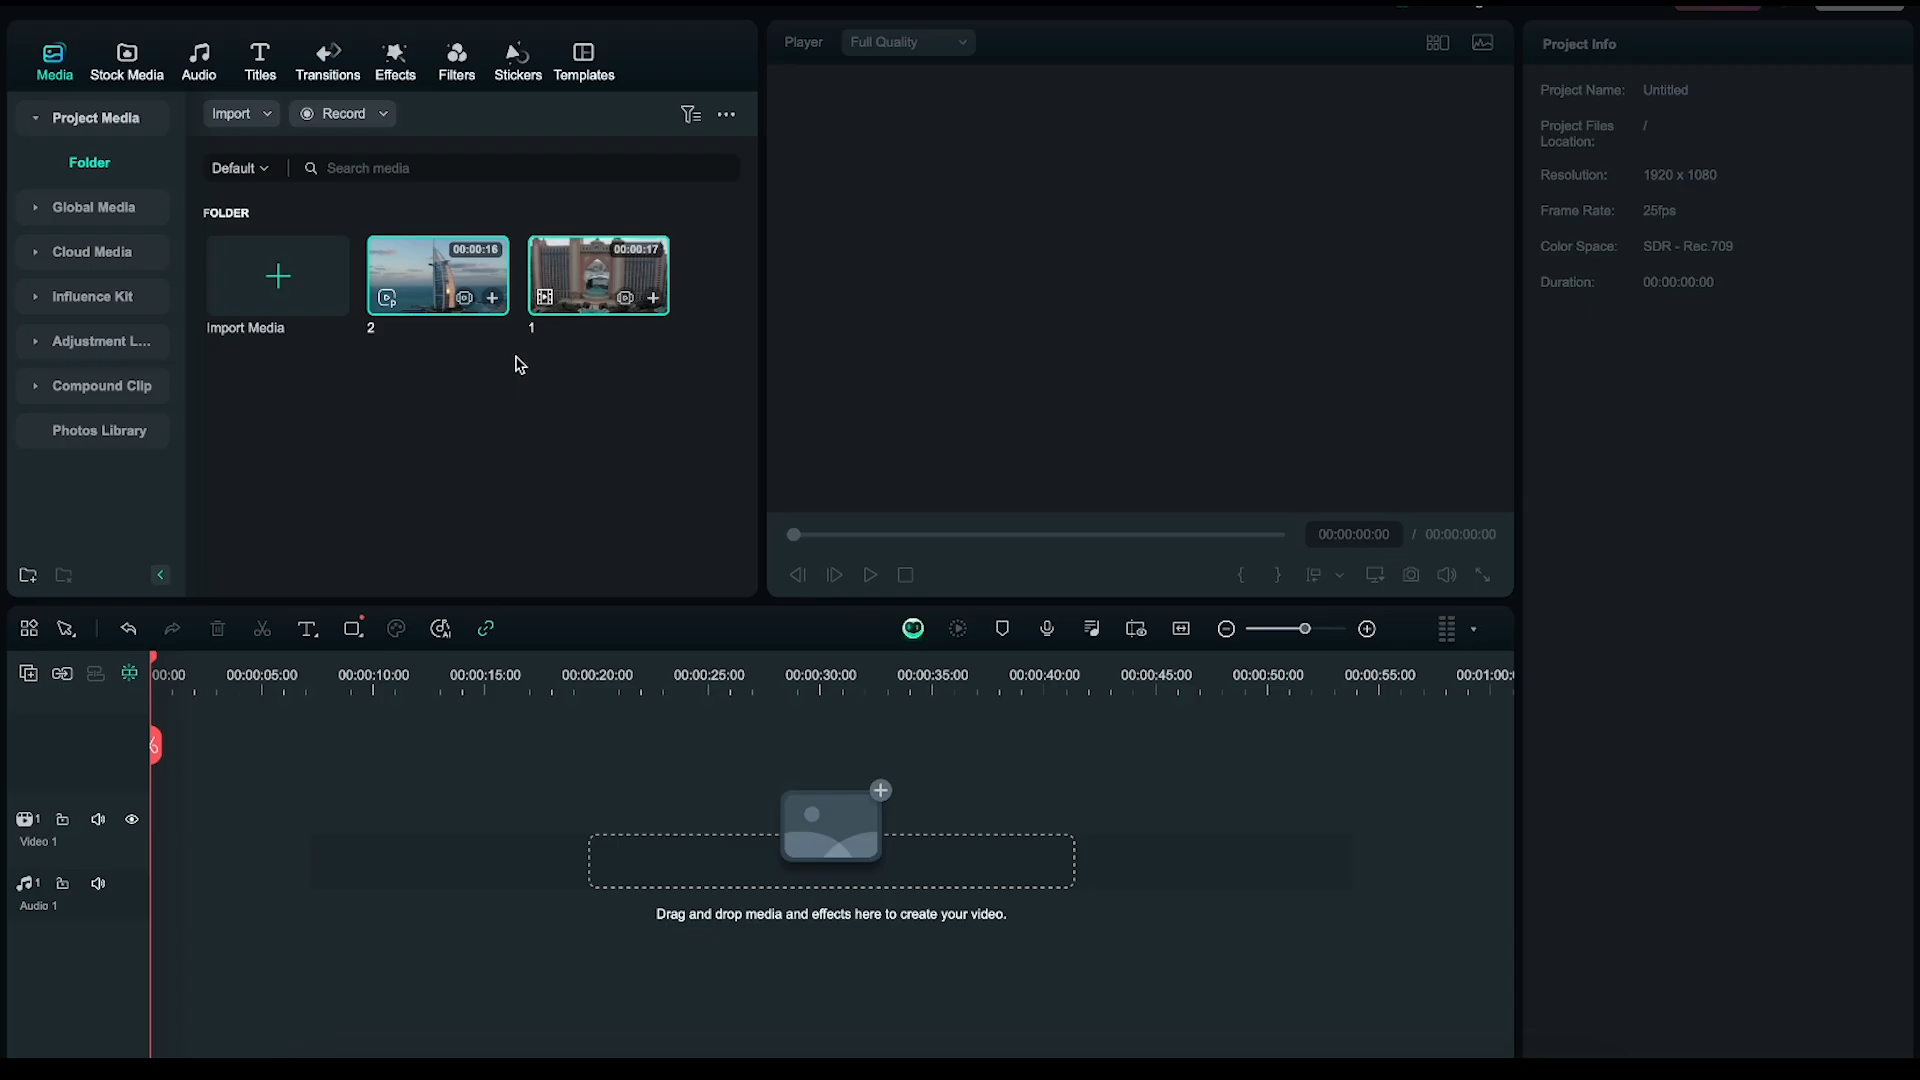 Media
Stock Media
Audio
Titles
Transitions
Effects
Filters
Stickers
Templates
Player
Full Quality
Project Info
Project Media
Folder
Global Media
Cloud Media
Influence Kit
Adjustment L...
Compound Clip
Photos Library
Import
Record
Default
Search media
FOLDER
00:00:16
00:00:17
Import Media
2
1
Project Name: Untitled
Project Files Location: /
Resolution: 1920 x 1080
Frame Rate: 25fps
Color Space: SDR - Rec.709
Duration: 00:00:00:00
00:00:00:00 / 00:00:00:00
00:00 00:00:05:00 00:00:10:00 00:00:15:00 00:00:20:00 00:00:25:00 00:00:30:00 00:00:35:00 00:00:40:00 00:00:45:00 00:00:50:00 00:00:55:00 00:01:00:
1
Video 1
1
Audio 1
Drag and drop media and effects here to create your video.